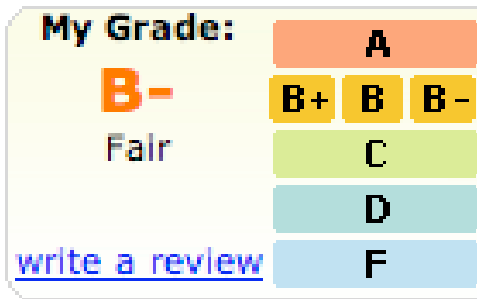 My Grade:
B-
Fair
write a review
A
B+ B B-
C
D
F